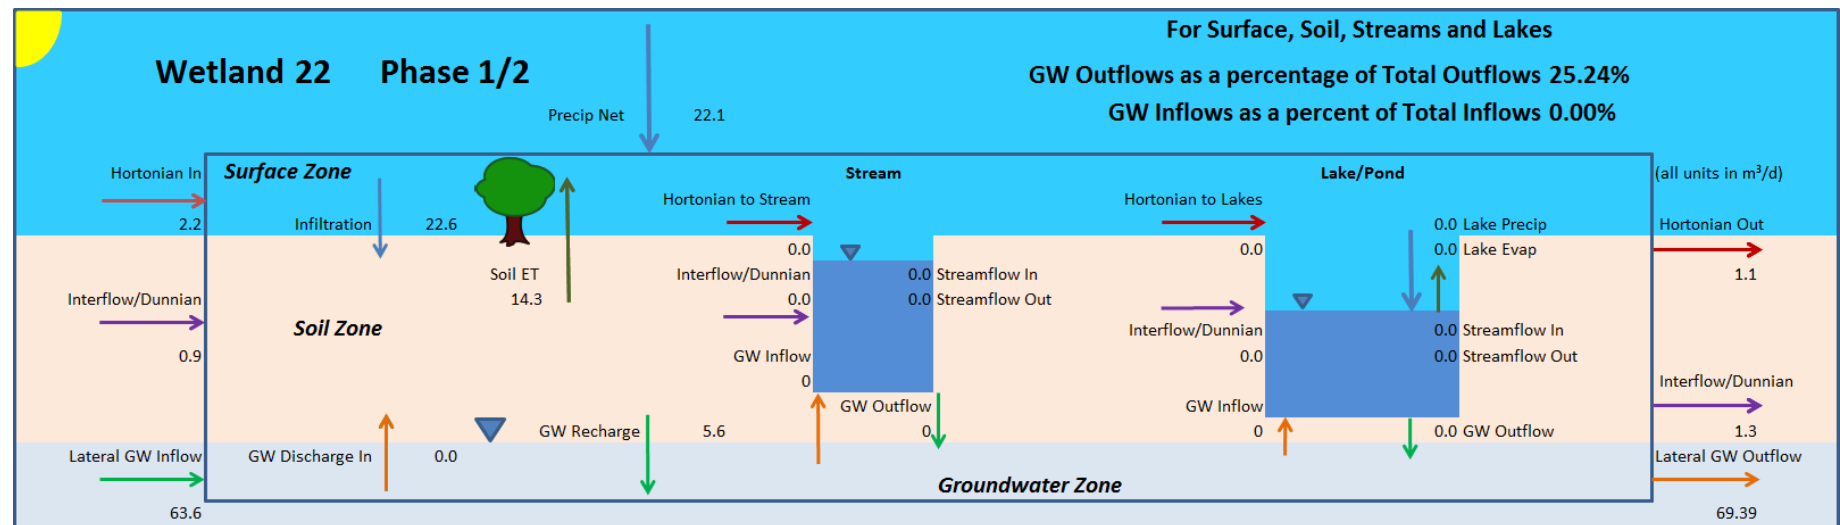 For Surface, Soil, Streams and Lakes
Wetland 22 Phase 1/2
GW Outflows as a percentage of Total Outflows 25.24%
GW Inflows as a percent of Total Inflows 0.00%
Precip Net 22.1
Hortonian In
Surface Zone
Stream
Lake/Pond
(all units in m³/d)
Hortonian to Stream
Hortonian to Lakes
2.2
Infiltration 22.6
0.0 Lake Precip
Hortonian Out
0.0
0.0
0.0 Lake Evap
Soil ET
Interflow/Dunnian
0.0 Streamflow In
1.1
Interflow/Dunnian
14.3
0.0
0.0 Streamflow Out
Soil Zone
Interflow/Dunnian
0.0 Streamflow In
0.9
GW Inflow
0.0
0.0 Streamflow Out
0
Interflow/Dunnian
GW Outflow
GW Inflow
GW Recharge 5.6
0
0
0.0 GW Outflow
1.3
Lateral GW Inflow
GW Discharge In 0.0
Lateral GW Outflow
Groundwater Zone
63.6
69.39